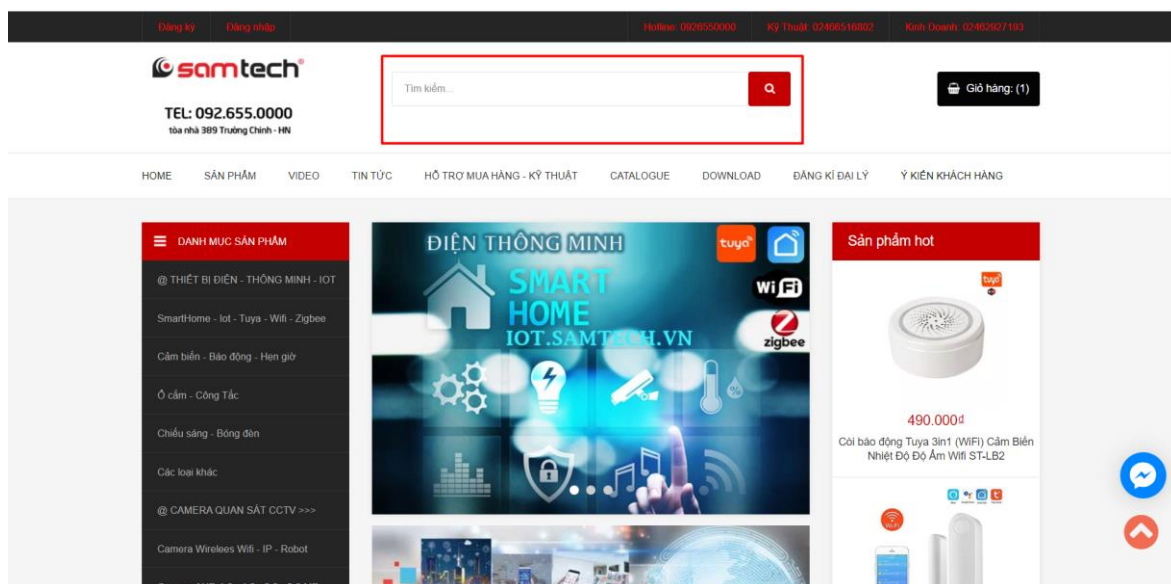 Đăng ký Đăng nhập Hotline: 0926550000 Kỹ Thuật: 02466516802 Kinh Doanh: 02462927193
samtech
TEL: 092.655.0000
tòa nhà 389 Trường Chinh - HN
Tìm kiếm...
Giỏ hàng: (1)
HOME SẢN PHẨM VIDEO TIN TỨC HỖ TRỢ MUA HÀNG - KỸ THUẬT CATALOGUE DOWNLOAD ĐĂNG KÍ ĐẠI LÝ Ý KIẾN KHÁCH HÀNG
DANH MỤC SẢN PHẨM
@ THIẾT BỊ ĐIỆN - THÔNG MINH - IOT
SmartHome - Iot - Tuya - Wifi - Zigbee
Cảm biến - Báo động - Hẹn giờ
Ổ cắm - Công Tắc
Chiếu sáng - Bóng đèn
Các loại khác
@ CAMERA QUAN SÁT CCTV >>>
Camera Wirelees Wifi - IP - Robot
ĐIỆN THÔNG MINH
SMART
HOME
IOT.SAMTECH.VN
tuya
WiFi
zigbee
Sản phẩm hot
tuya
490.000₫
Còi báo động Tuya 3in1 (WiFi) Cảm Biến
Nhiệt Độ Độ Ẩm Wifi ST-LB2